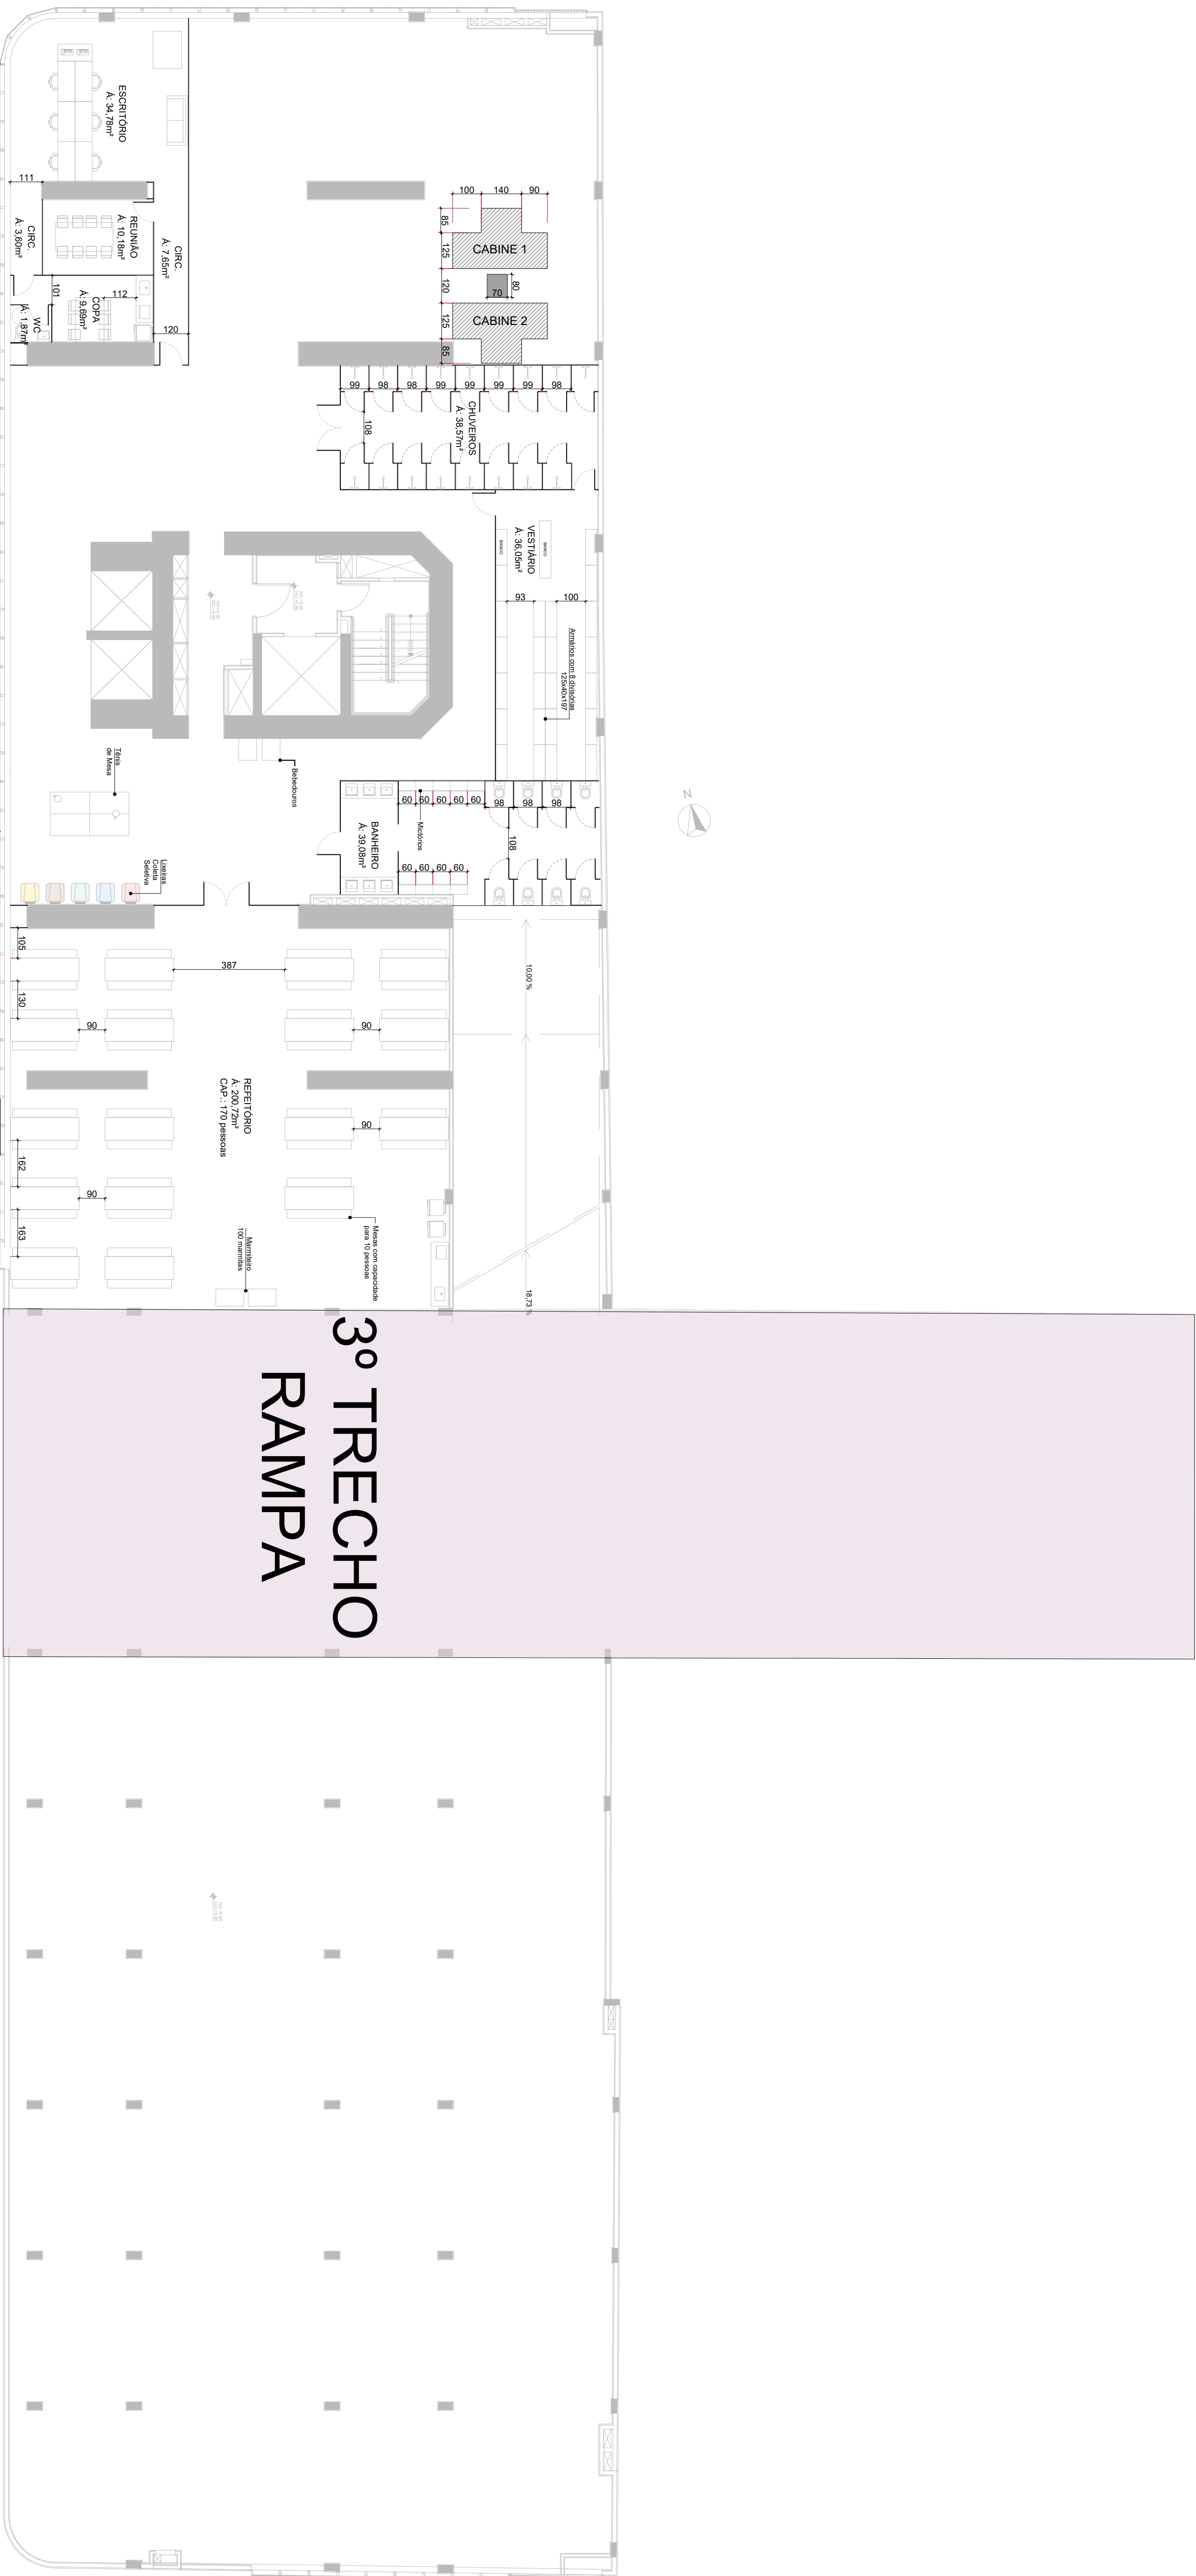 ESCRITÓRIO
Á: 34,78m²
111
CIRC.
Á: 3,60m²
REUNIÃO
Á: 10,18m²
CIRC.
Á: 7,65m²
101
COPA
Á: 9,69m²
112
WC
Á: 1,87m²
120
100
140
90
85
125
CABINE 1
120
80
70
125
CABINE 2
85
99
98
98
99
99
99
99
98
CHUVEIROS
Á: 38,57m²
108
VESTIÁRIO
Á: 36,05m²
BANCO
BANCO
93
100
Armários com 8 divisórias
125x40x197
N
Tênis
de Mesa
Bebedouros
60
60
60
60
60
98
98
98
Mictórios
108
BANHEIRO
Á: 39,08m²
60
60
60
60
Lixeiras
Coleta
Seletiva
105
387
130
90
90
10,00 %
REFEITÓRIO
Á: 200,72m²
CAP.: 170 pessoas
90
162
90
163
Mesas com capacidade
para 10 pessoas
Marmiteiro
100 marmitas
18,73 %
3º TRECHO
RAMPA